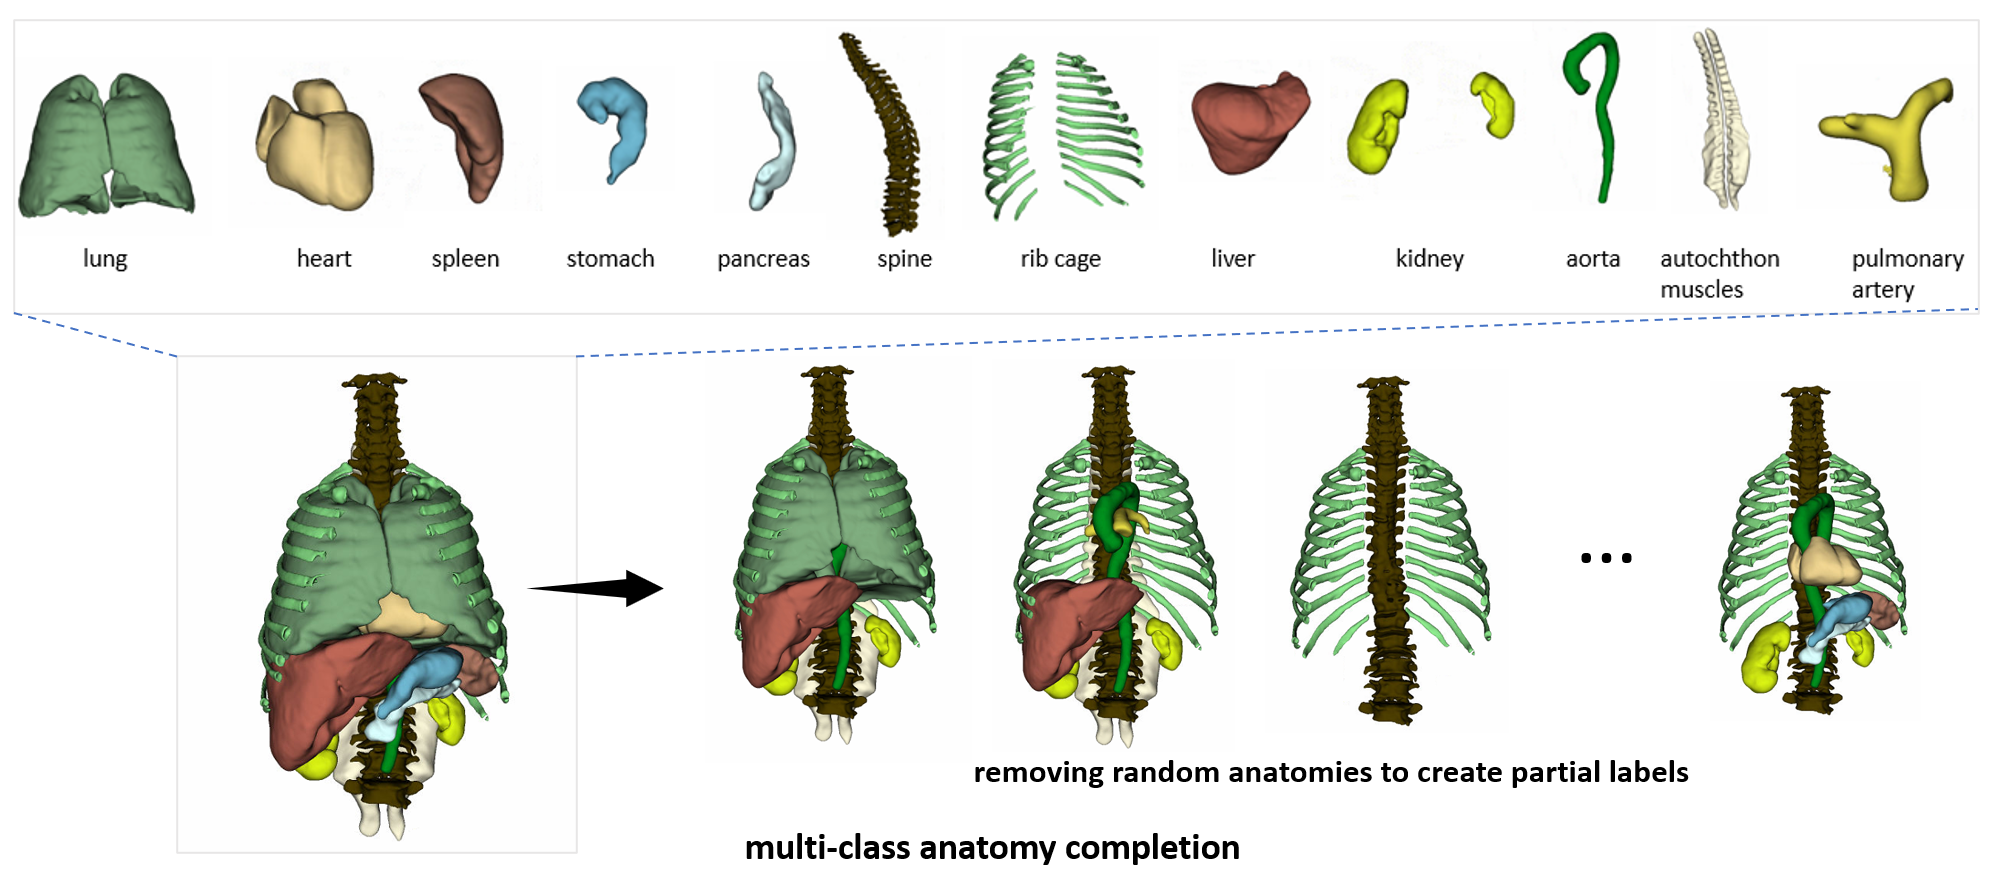 lung
heart
spleen
stomach
pancreas
spine
rib cage
liver
kidney
aorta
autochthon
muscles
pulmonary
artery
...
removing random anatomies to create partial labels
multi-class anatomy completion